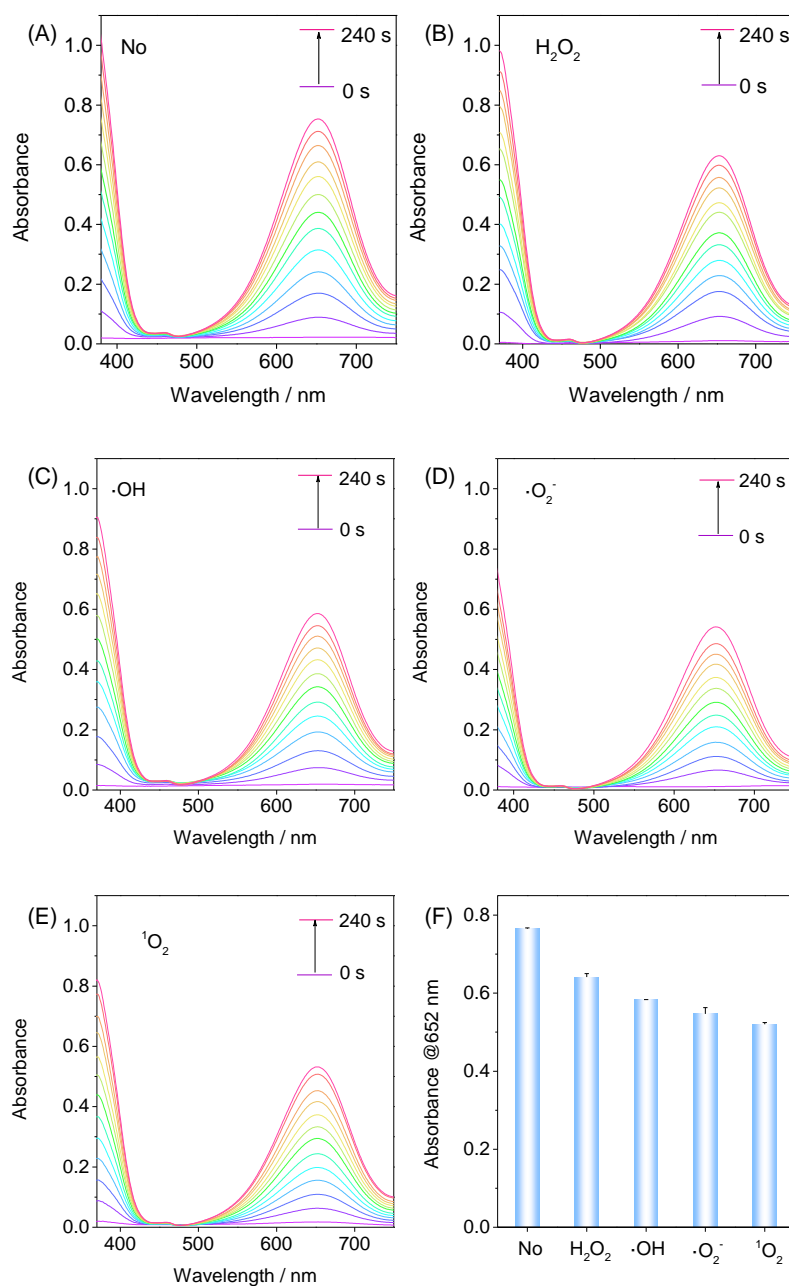 (A)
No
240 s
0 s
1.0
0.8
0.6
0.4
0.2
0.0
Absorbance
400 500 600 700
Wavelength / nm
(B)
H₂O₂
240 s
0 s
1.0
0.8
0.6
0.4
0.2
0.0
Absorbance
400 500 600 700
Wavelength / nm
(C)
·OH
240 s
0 s
1.0
0.8
0.6
0.4
0.2
0.0
Absorbance
400 500 600 700
Wavelength / nm
(D)
·O₂⁻
240 s
0 s
1.0
0.8
0.6
0.4
0.2
0.0
Absorbance
400 500 600 700
Wavelength / nm
(E)
¹O₂
240 s
0 s
1.0
0.8
0.6
0.4
0.2
0.0
Absorbance
400 500 600 700
Wavelength / nm
(F)
0.8
0.6
0.4
0.2
0.0
Absorbance @652 nm
No H₂O₂ ·OH ·O₂⁻ ¹O₂